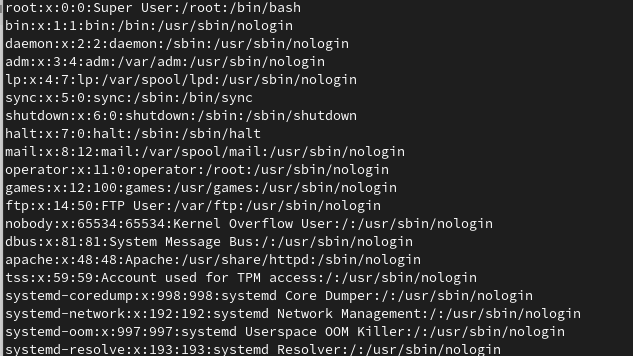 root:x:0:0:Super User:/root:/bin/bash
bin:x:1:1:bin:/bin:/usr/sbin/nologin
daemon:x:2:2:daemon:/sbin:/usr/sbin/nologin
adm:x:3:4:adm:/var/adm:/usr/sbin/nologin
lp:x:4:7:lp:/var/spool/lpd:/usr/sbin/nologin
sync:x:5:0:sync:/sbin:/bin/sync
shutdown:x:6:0:shutdown:/sbin:/sbin/shutdown
halt:x:7:0:halt:/sbin:/sbin/halt
mail:x:8:12:mail:/var/spool/mail:/usr/sbin/nologin
operator:x:11:0:operator:/root:/usr/sbin/nologin
games:x:12:100:games:/usr/games:/usr/sbin/nologin
ftp:x:14:50:FTP User:/var/ftp:/usr/sbin/nologin
nobody:x:65534:65534:Kernel Overflow User:/:/usr/sbin/nologin
dbus:x:81:81:System Message Bus:/:/usr/sbin/nologin
apache:x:48:48:Apache:/usr/share/httpd:/sbin/nologin
tss:x:59:59:Account used for TPM access:/:/usr/sbin/nologin
systemd-coredump:x:998:998:systemd Core Dumper:/:/usr/sbin/nologin
systemd-network:x:192:192:systemd Network Management:/:/usr/sbin/nologin
systemd-oom:x:997:997:systemd Userspace OOM Killer:/:/usr/sbin/nologin
systemd-resolve:x:193:193:systemd Resolver:/:/usr/sbin/nologin